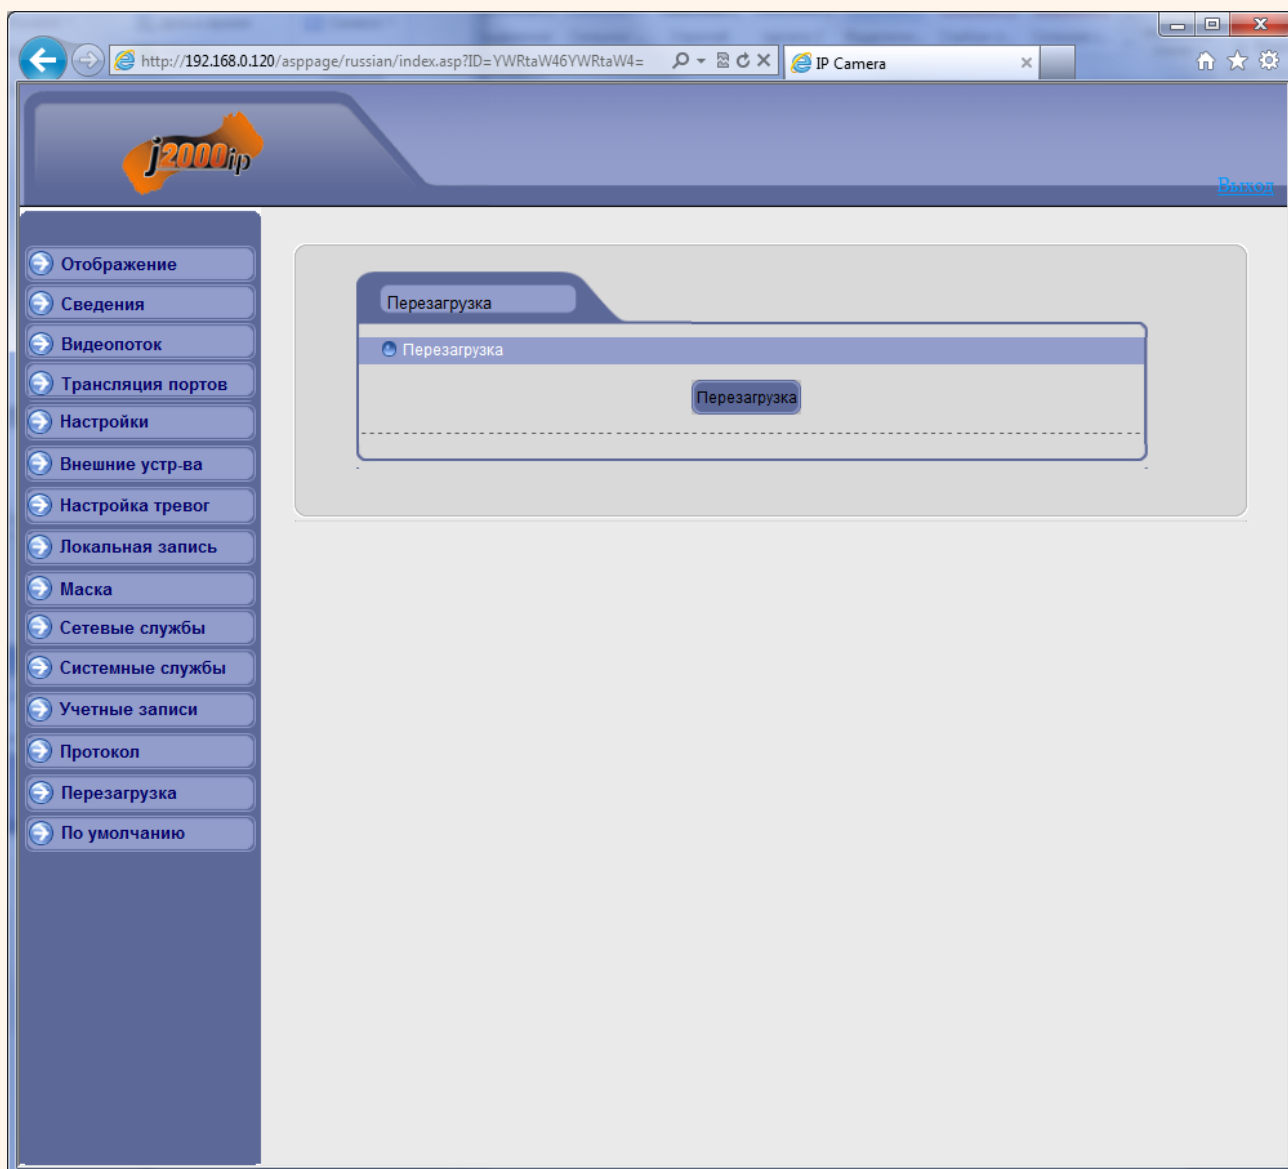 http://192.168.0.120/asppage/russian/index.asp?ID=YWRtaW46YWRtaW4=
IP Camera
j2000ip
Выход
Отображение
Сведения
Видеопоток
Трансляция портов
Настройки
Внешние устр-ва
Настройка тревог
Локальная запись
Маска
Сетевые службы
Системные службы
Учетные записи
Протокол
Перезагрузка
По умолчанию
Перезагрузка
Перезагрузка
Перезагрузка